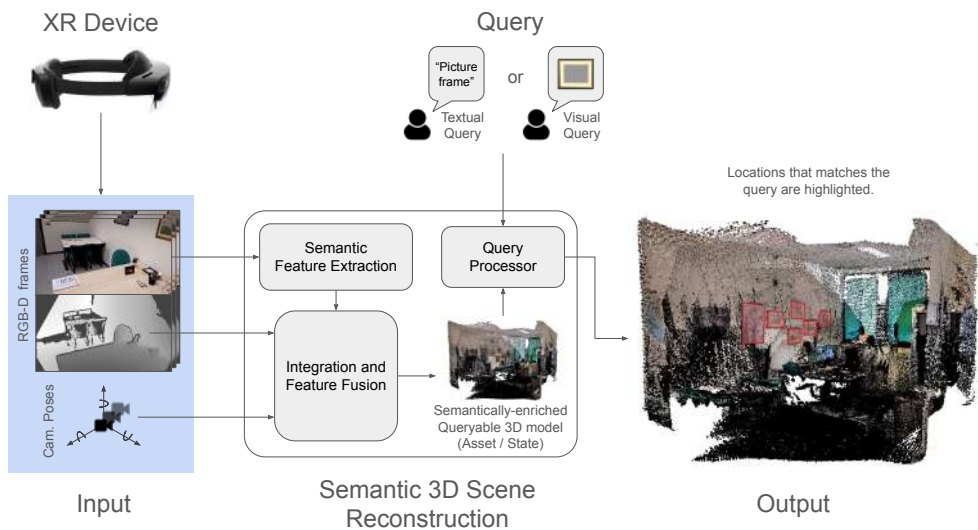 XR Device
Query
“Picture
frame”
or
Textual
Query
Visual
Query
Locations that matches the
query are highlighted.
RGB-D frames
Cam. Poses
Semantic
Feature Extraction
Query
Processor
Integration and
Feature Fusion
Semantically-enriched
Queryable 3D model
(Asset / State)
Input
Semantic 3D Scene
Reconstruction
Output